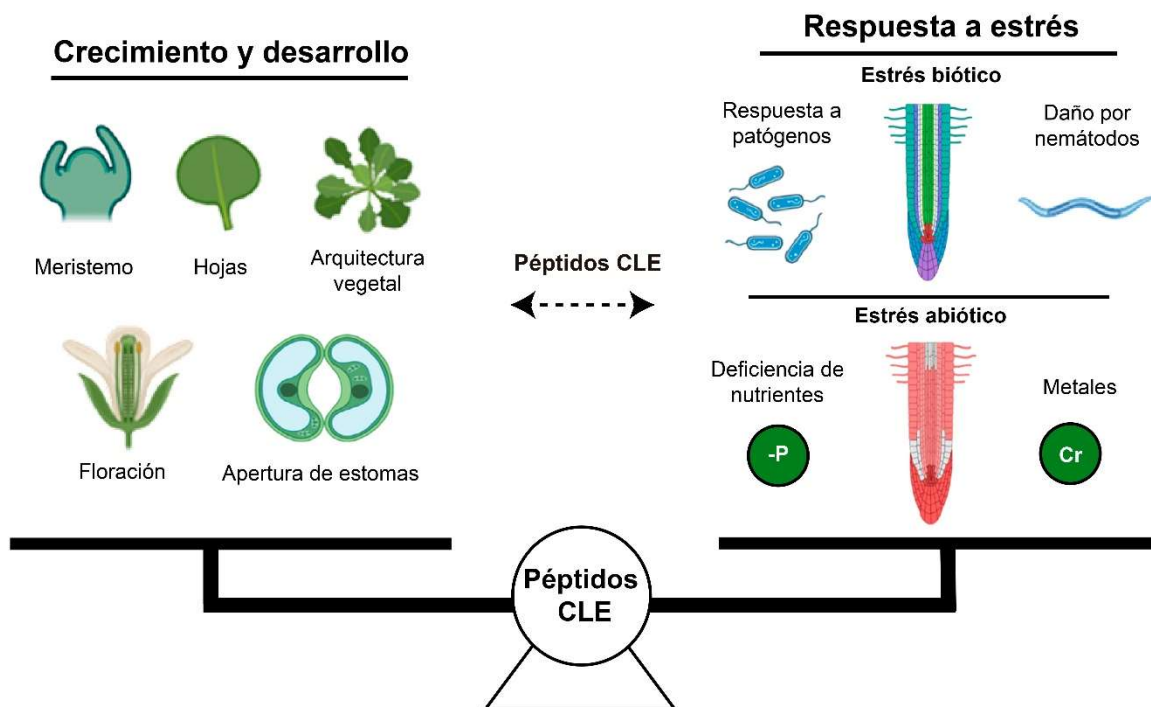 Crecimiento y desarrollo
Meristemo
Hojas
Arquitectura
vegetal
Floración
Apertura de estomas
Péptidos CLE
Respuesta a estrés
Estrés biótico
Respuesta a
patógenos
Daño por
nemátodos
Estrés abiótico
Deficiencia de
nutrientes
-P
Metales
Cr
Péptidos
CLE